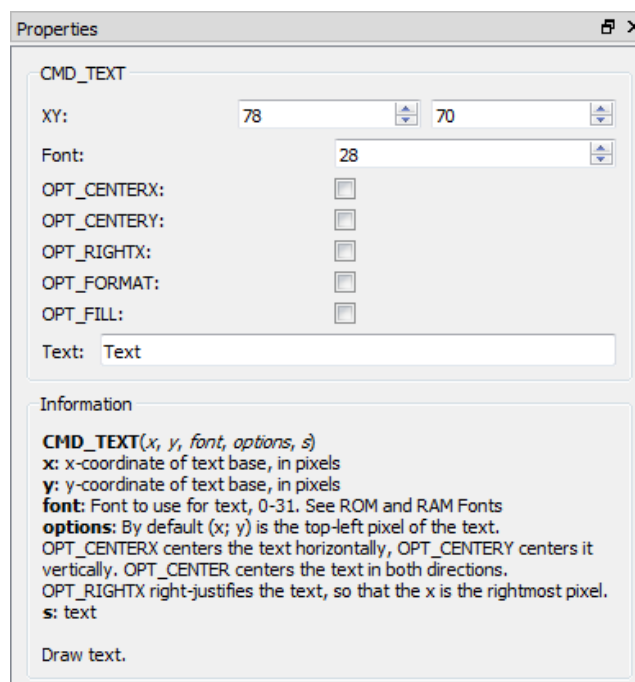 Properties
CMD_TEXT
XY: 78 70
Font: 28
OPT_CENTERX:
OPT_CENTERY:
OPT_RIGHTX:
OPT_FORMAT:
OPT_FILL:
Text: Text
Information
CMD_TEXT(x, y, font, options, s)
x: x-coordinate of text base, in pixels
y: y-coordinate of text base, in pixels
font: Font to use for text, 0-31. See ROM and RAM Fonts
options: By default (x; y) is the top-left pixel of the text.
OPT_CENTERX centers the text horizontally, OPT_CENTERY centers it
vertically. OPT_CENTER centers the text in both directions.
OPT_RIGHTX right-justifies the text, so that the x is the rightmost pixel.
s: text
Draw text.